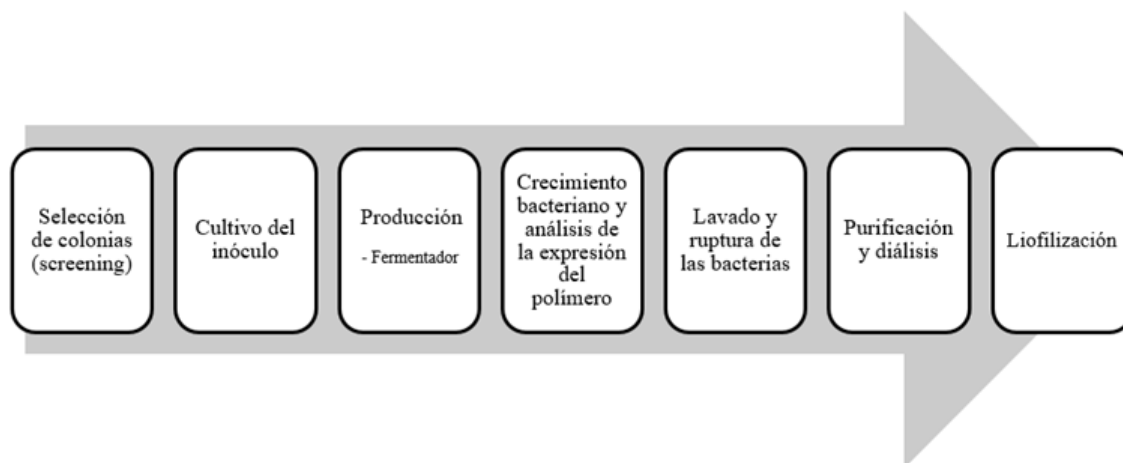 Selección
de colonias
(screening)
Cultivo del
inóculo
Producción
- Fermentador
Crecimiento
bacteriano y
análisis de
la expresión
del
polímero
Lavado y
ruptura de
las bacterias
Purificación
y diálisis
Liofilización